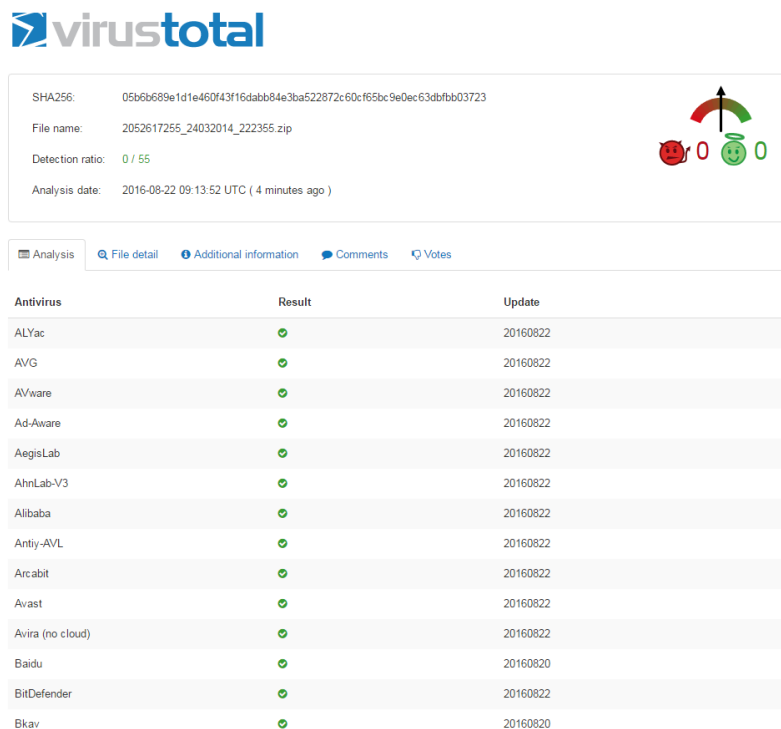 virustotal
SHA256: 05b6b689e1d1e460f43f16dabb84e3ba522872c60cf65bc9e0ec63dbfbb03723
File name: 2052617255_24032014_222355.zip
Detection ratio: 0 / 55
0 0
Analysis date: 2016-08-22 09:13:52 UTC ( 4 minutes ago )
Analysis File detail Additional information Comments Votes
Antivirus Result Update
ALYac 20160822
AVG 20160822
AVware 20160822
Ad-Aware 20160822
AegisLab 20160822
AhnLab-V3 20160822
Alibaba 20160822
Antiy-AVL 20160822
Arcabit 20160822
Avast 20160822
Avira (no cloud) 20160822
Baidu 20160820
BitDefender 20160822
Bkav 20160820